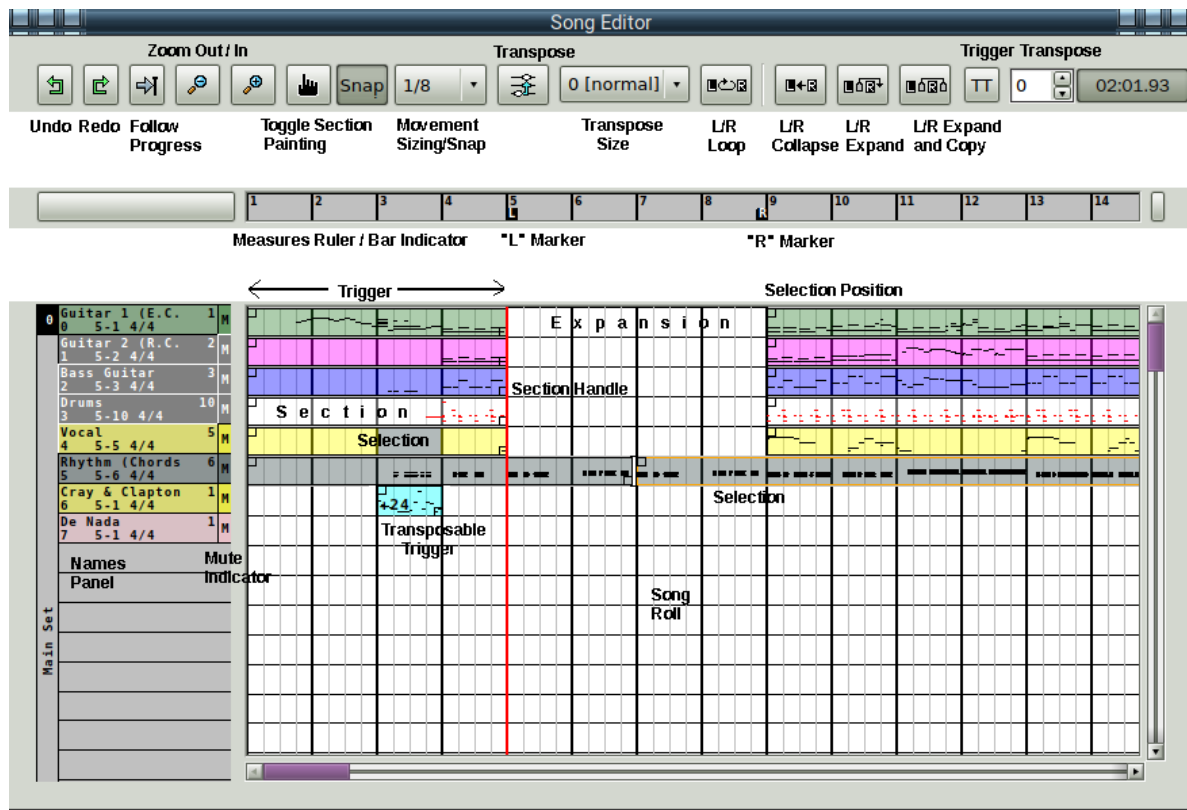 Song Editor
Zoom Out / In
Transpose
Trigger Transpose
Snap
1/8
0 [normal]
L R
L R
L R
L R
TT
0
02:01.93
Undo Redo Follow Progress
Toggle Section Painting
Movement Sizing/Snap
Transpose Size
L/R Loop
L/R Collapse
L/R Expand
L/R Expand and Copy
1 2 3 4 5 6 7 8 9 10 11 12 13 14
L
R
Measures Ruler / Bar Indicator
"L" Marker
"R" Marker
Trigger
Selection Position
0
Guitar 1 (E.C. 1 M
0 5-1 4/4
Expansion
Guitar 2 (R.C. 2 M
1 5-2 4/4
Bass Guitar 3 M
2 5-3 4/4
Section Handle
Drums 10 M
3 5-10 4/4
Section
Vocal 5 M
4 5-5 4/4
Selection
Rhythm (Chords 6 M
5 5-6 4/4
Cray & Clapton 1 M
6 5-1 4/4
+24
Selection
De Nada 1 M
7 5-1 4/4
Transposable
Trigger
Names
Panel
Mute
Indicator
Song
Roll
Main Set